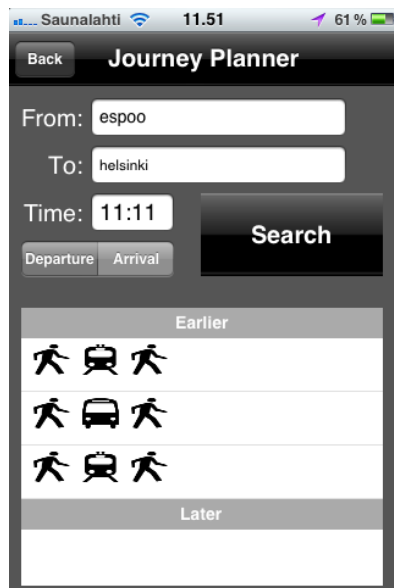 .... Saunalahti 11.51 61 %
Back Journey Planner
From: espoo
To: helsinki
Time: 11:11
Search
Departure Arrival
Earlier
Later